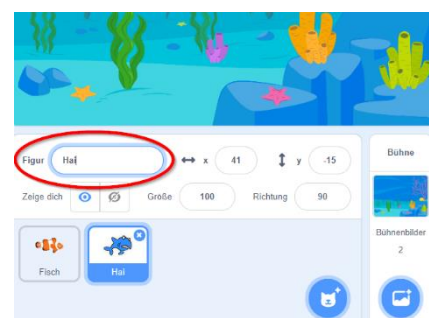 Figur Hai x 41 y -15
Zeige dich Größe 100 Richtung 90
Fisch Hai
Bühne
Bühnenbilder
2